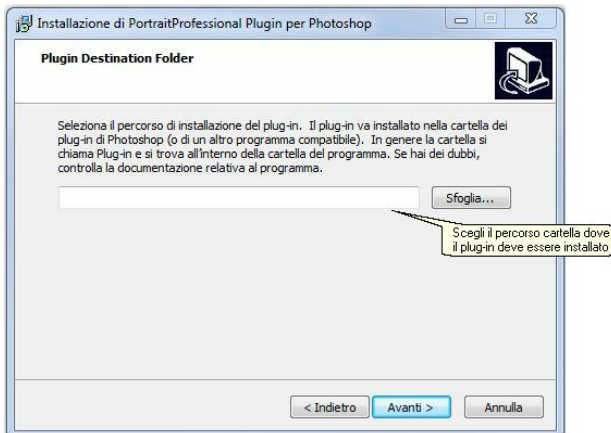 Installazione di PortraitProfessional Plugin per Photoshop
Plugin Destination Folder
Seleziona il percorso di installazione del plug-in. Il plug-in va installato nella cartella dei
plug-in di Photoshop (o di un altro programma compatibile). In genere la cartella si
chiama Plug-in e si trova all'interno della cartella del programma. Se hai dei dubbi,
controlla la documentazione relativa al programma.
Sfoglia...
Scegli il percorso cartella dove
il plug-in deve essere installato
< Indietro
Avanti >
Annulla